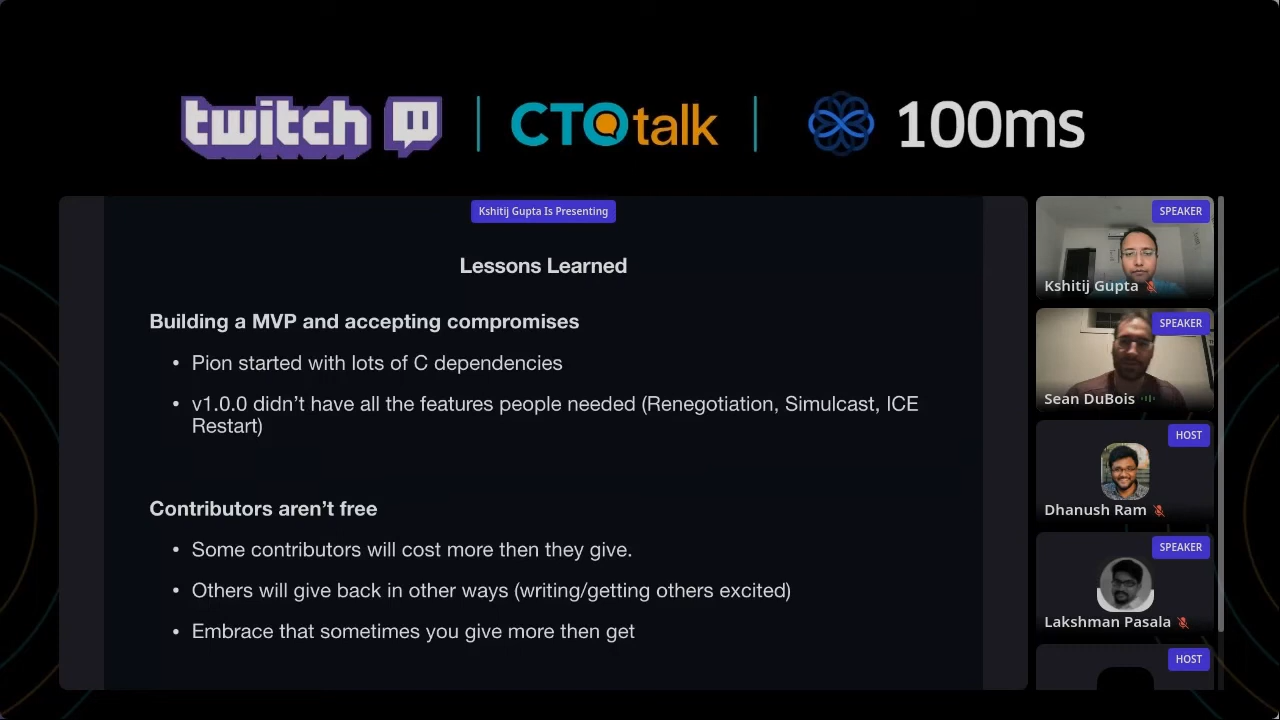 twitch
CTOtalk
100ms
Kshitij Gupta Is Presenting
Lessons Learned
Building a MVP and accepting compromises
• Pion started with lots of C dependencies
• v1.0.0 didn’t have all the features people needed (Renegotiation, Simulcast, ICE
Restart)
Contributors aren’t free
• Some contributors will cost more then they give.
• Others will give back in other ways (writing/getting others excited)
• Embrace that sometimes you give more then get
SPEAKER
Kshitij Gupta
SPEAKER
Sean DuBois
HOST
Dhanush Ram
SPEAKER
Lakshman Pasala
HOST